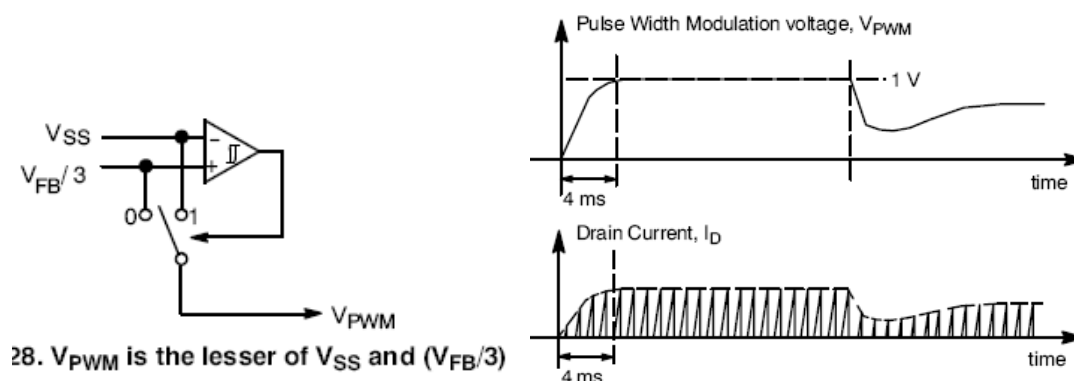 VSS
VFB/ 3
- 
+
0
1
VPWM
28. VPWM is the lesser of VSS and (VFB/3)
Pulse Width Modulation voltage, VPWM
1 V
time
4 ms
Drain Current, ID
time
4 ms